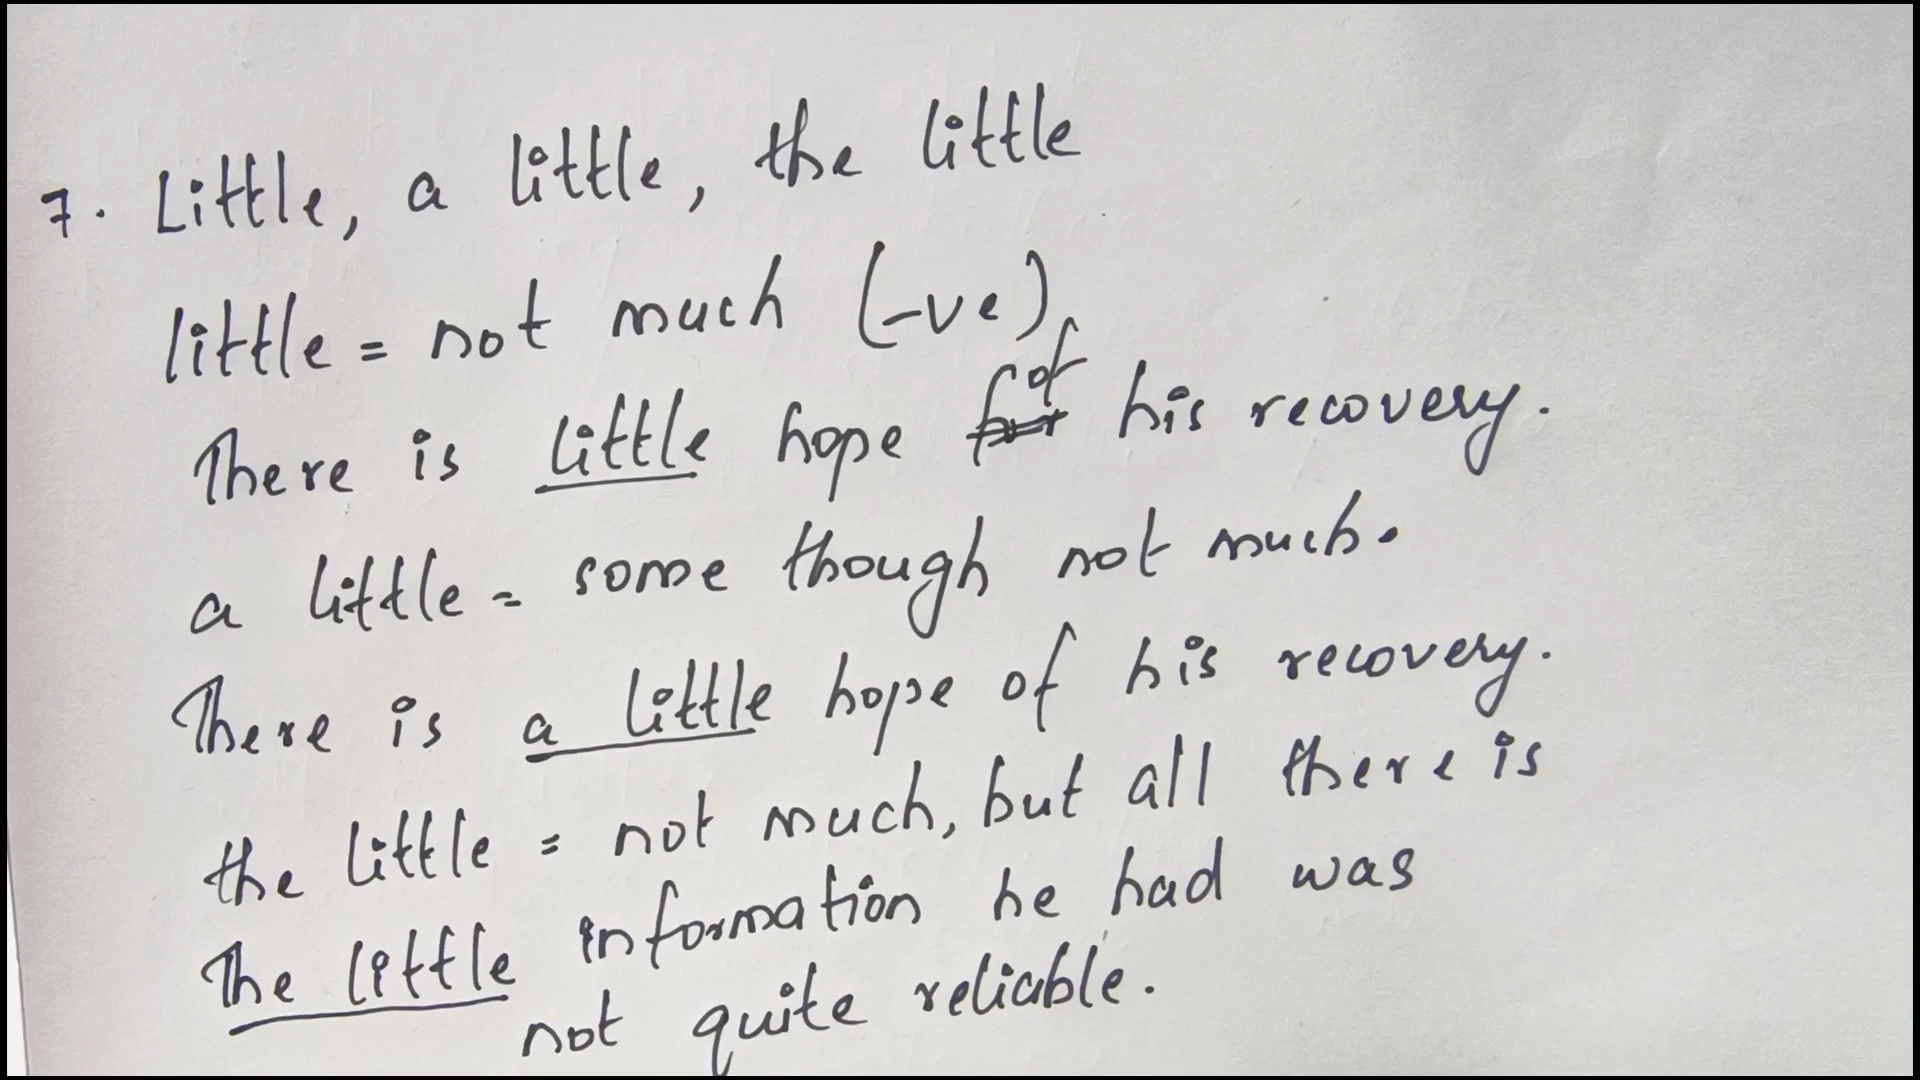 7. Little, a little, the little
little = not much (-ve)
There is little hope of his recovery.
a little = some though not much.
There is a little hope of his recovery.
the little = not much, but all there is
The little information he had was
not quite reliable.